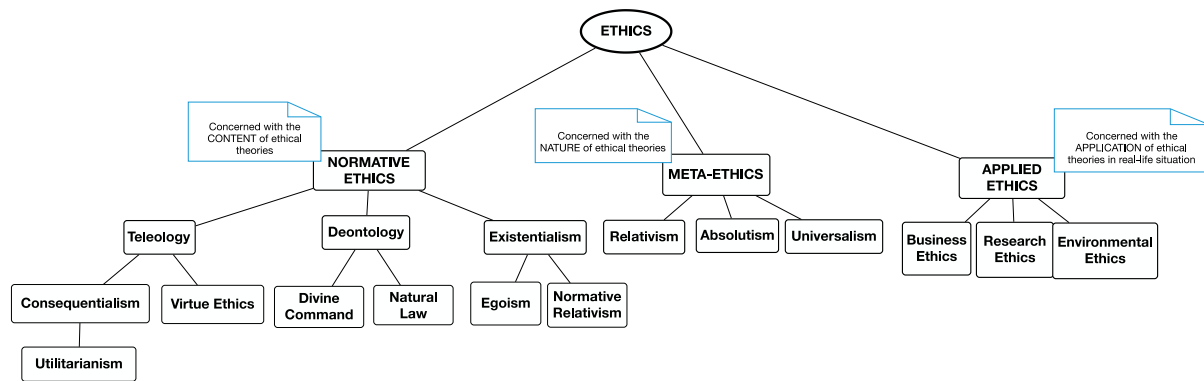 ETHICS
Concerned with the
CONTENT of ethical
theories
Concerned with the
NATURE of ethical theories
Concerned with the
APPLICATION of ethical
theories in real-life situation
NORMATIVE
ETHICS
META-ETHICS
APPLIED
ETHICS
Teleology
Deontology
Existentialism
Relativism
Absolutism
Universalism
Business
Ethics
Research
Ethics
Environmental
Ethics
Consequentialism
Virtue Ethics
Divine
Command
Natural
Law
Egoism
Normative
Relativism
Utilitarianism